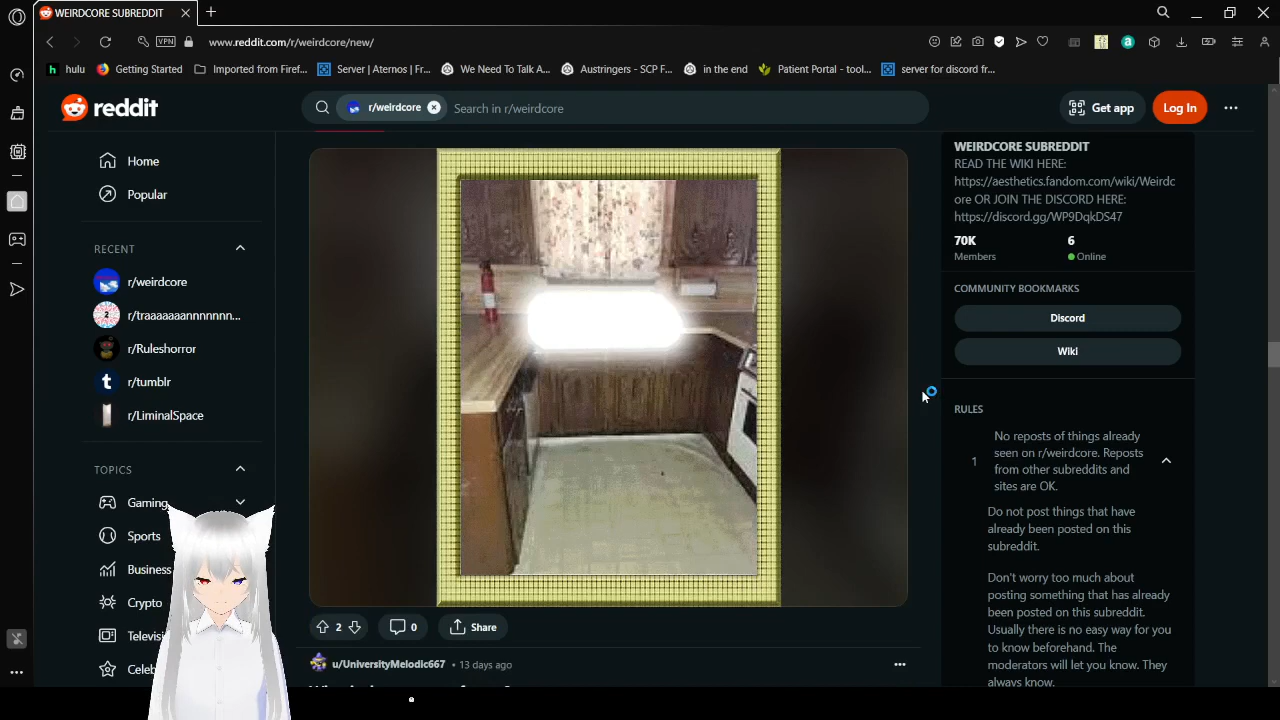 WEIRDCORE SUBREDDIT
VPN
www.reddit.com/r/weirdcore/new/
hulu
Getting Started
Imported from Firef...
Server | Aternos | Fr...
We Need To Talk A...
Austringers - SCP F...
in the end
Patient Portal - tool...
server for discord fr...
reddit
r/weirdcore
Search in r/weirdcore
Get app
Log In
Home
Popular
RECENT
r/weirdcore
r/traaaaaaannnnnnn...
r/Ruleshorror
r/tumblr
r/LiminalSpace
TOPICS
Gaming
Sports
Business
Crypto
Televisi
Celeb
2
0
Share
u/UniversityMelodic667 • 13 days ago
WEIRDCORE SUBREDDIT
READ THE WIKI HERE:
https://aesthetics.fandom.com/wiki/Weirdc
ore OR JOIN THE DISCORD HERE:
https://discord.gg/WP9DqkDS47
70K
Members
6
Online
COMMUNITY BOOKMARKS
Discord
Wiki
RULES
1
No reposts of things already
seen on r/weirdcore. Reposts
from other subreddits and
sites are OK.
Do not post things that have
already been posted on this
subreddit.
Don't worry too much about
posting something that has already
been posted on this subreddit.
Usually there is no easy way for you
to know beforehand. The
moderators will let you know. They
always know.